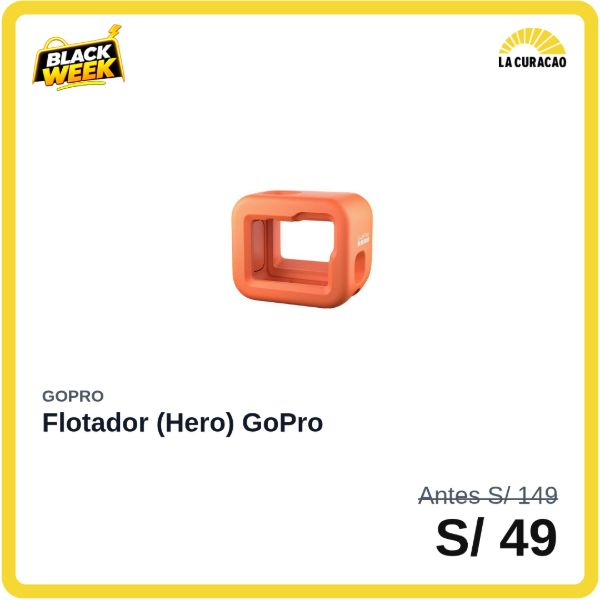 BLACK
WEEK
LA CURACAO
GOPRO
Flotador (Hero) GoPro
Antes S/ 149
S/ 49